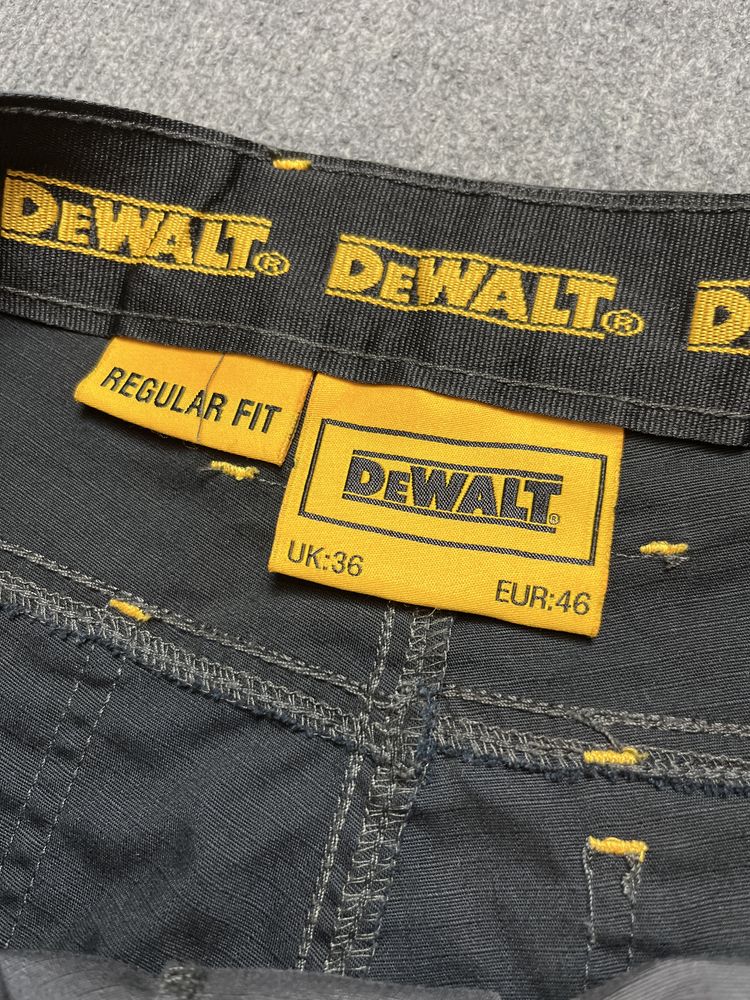 DEWALT® DEWALT® D
REGULAR FIT
DEWALT®
UK:36
EUR:46